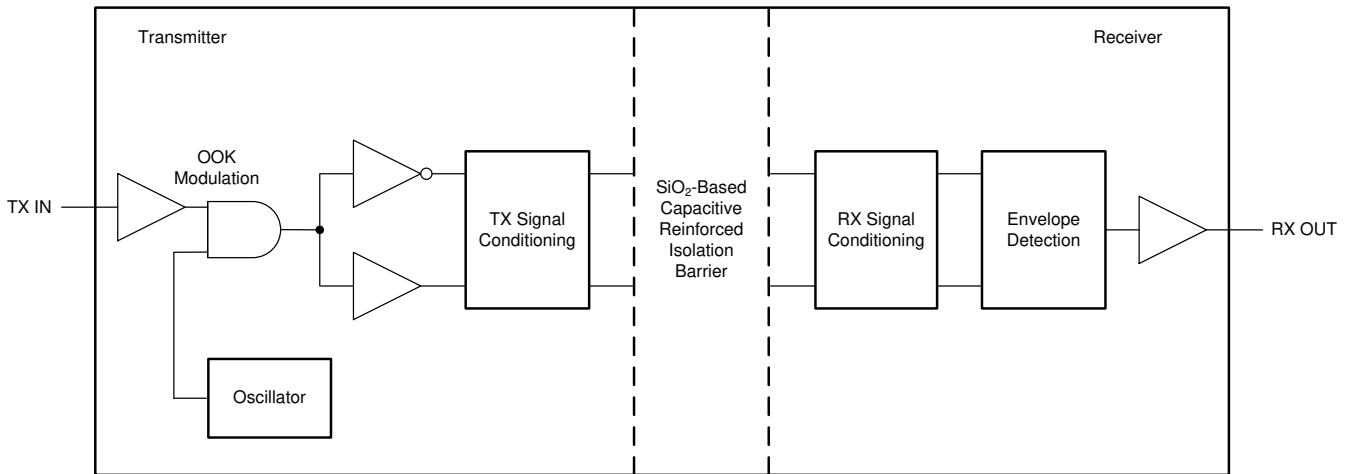 Transmitter
Receiver
OOK
Modulation
TX IN
TX Signal
Conditioning
SiO₂-Based
Capacitive
Reinforced
Isolation
Barrier
RX Signal
Conditioning
Envelope
Detection
RX OUT
Oscillator